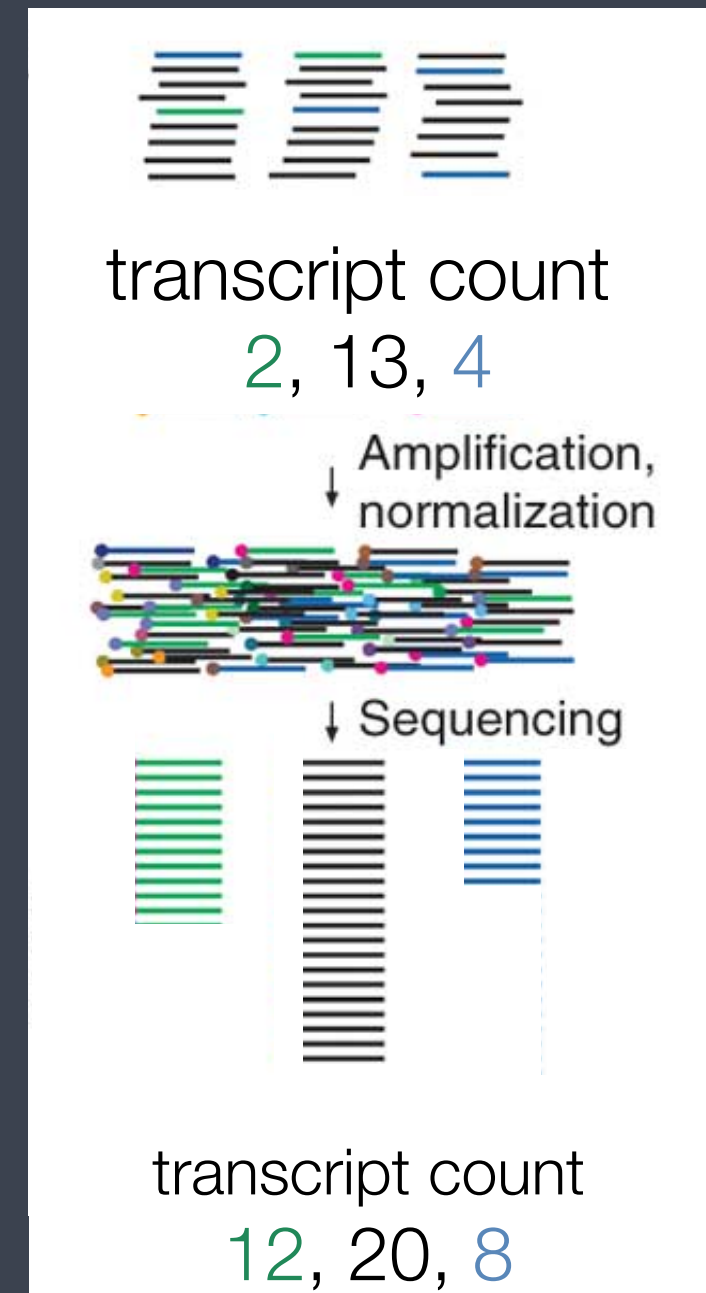 transcript count
2, 13, 4
Amplification,
normalization
Sequencing
transcript count
12, 20, 8